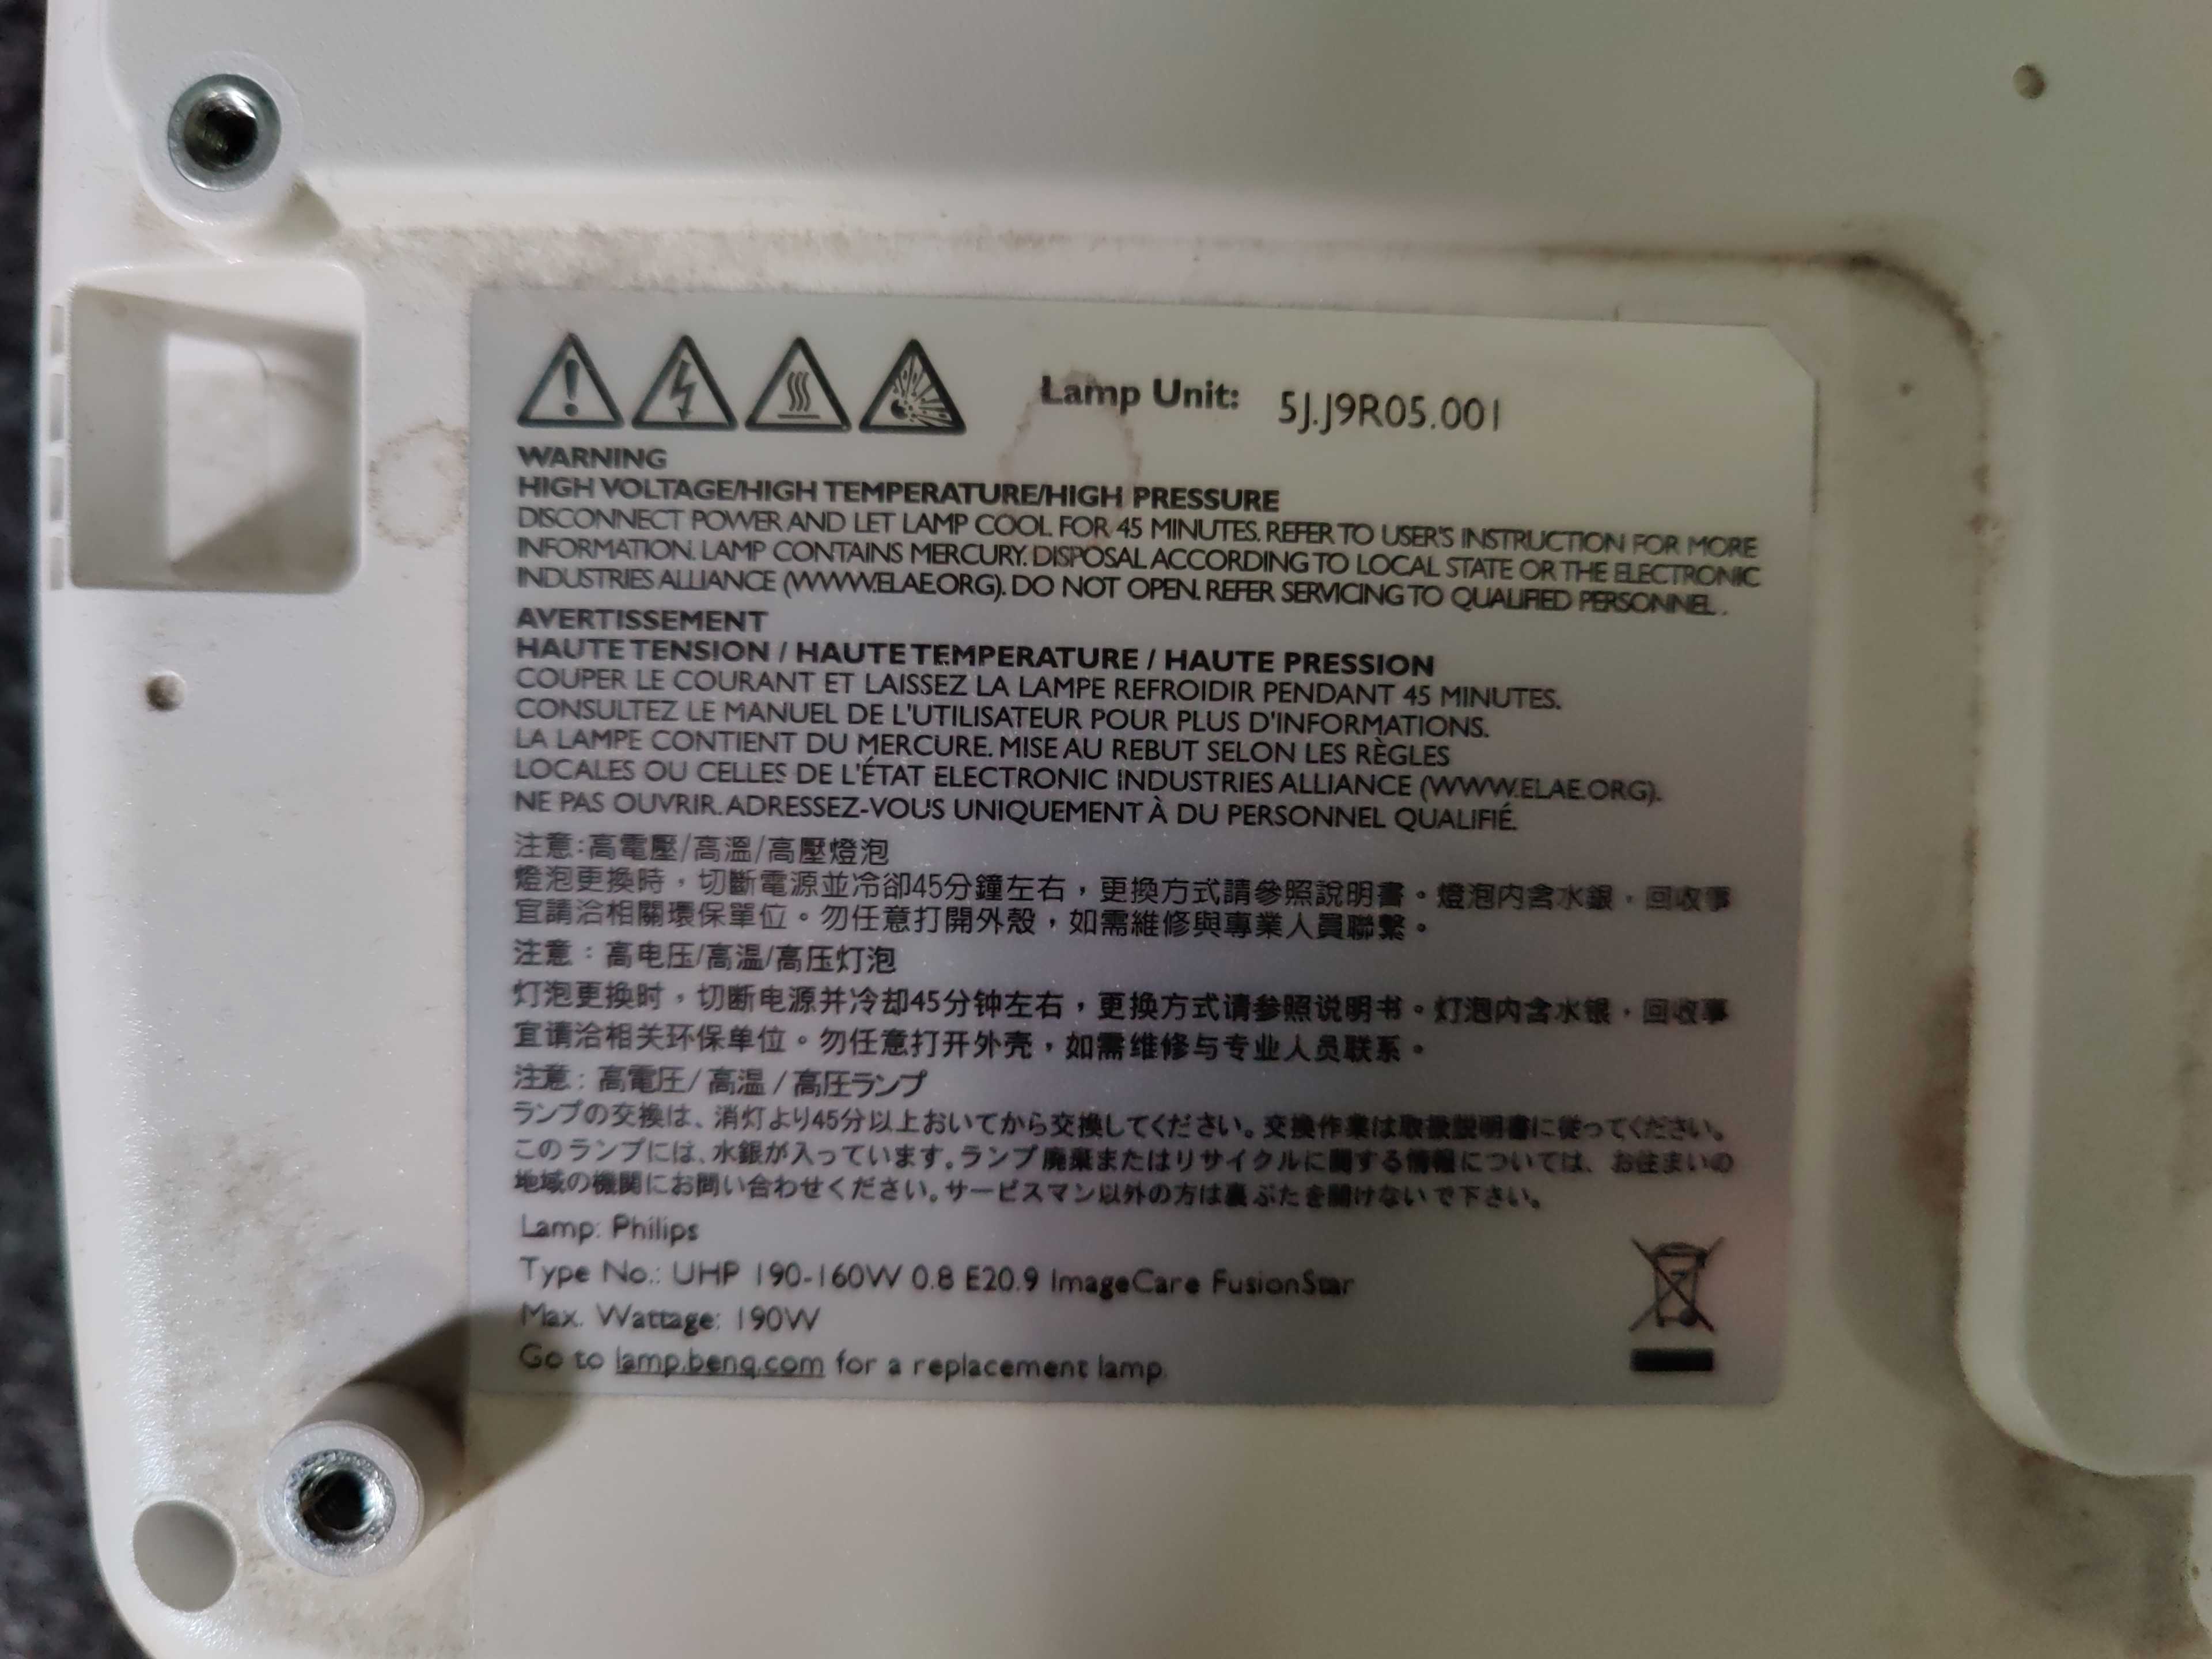 Lamp Unit: 5J.J9R05.001
WARNING
HIGH VOLTAGE/HIGH TEMPERATURE/HIGH PRESSURE
DISCONNECT POWER AND LET LAMP COOL FOR 45 MINUTES. REFER TO USER'S INSTRUCTION FOR MORE
INFORMATION. LAMP CONTAINS MERCURY. DISPOSAL ACCORDING TO LOCAL STATE OR THE ELECTRONIC
INDUSTRIES ALLIANCE (WWW.ELAE.ORG). DO NOT OPEN. REFER SERVICING TO QUALIFIED PERSONNEL.
AVERTISSEMENT
HAUTE TENSION / HAUTE TEMPERATURE / HAUTE PRESSION
COUPER LE COURANT ET LAISSEZ LA LAMPE REFROIDIR PENDANT 45 MINUTES.
CONSULTEZ LE MANUEL DE L'UTILISATEUR POUR PLUS D'INFORMATIONS.
LA LAMPE CONTIENT DU MERCURE. MISE AU REBUT SELON LES RÈGLES
LOCALES OU CELLES DE L'ÉTAT ELECTRONIC INDUSTRIES ALLIANCE (WWW.ELAE.ORG).
NE PAS OUVRIR. ADRESSEZ-VOUS UNIQUEMENT À DU PERSONNEL QUALIFIÉ.
注意:高電壓/高溫/高壓燈泡
燈泡更換時，切斷電源並冷卻45分鐘左右，更換方式請參照說明書。燈泡內含水銀，回收事
宜請洽相關環保單位。勿任意打開外殼，如需維修與專業人員聯繫。
注意：高电压/高温/高压灯泡
灯泡更换时，切断电源并冷却45分钟左右，更换方式请参照说明书。灯泡内含水银，回收事
宜请洽相关环保单位。勿任意打开外壳，如需维修与专业人员联系。
注意：高電圧/高温/高圧ランプ
ランプの交換は、消灯より45分以上おいてから交換してください。交換作業は取扱説明書に従ってください。
このランプには、水銀が入っています。ランプ廃棄またはリサイクルに関する情報については、お住まいの
地域の機関にお問い合わせください。サービスマン以外の方は裏ぶたを開けないで下さい。
Lamp: Philips
Type No.: UHP 190-160W 0.8 E20.9 ImageCare FusionStar
Max. Wattage: 190W
Go to lamp.benq.com for a replacement lamp.